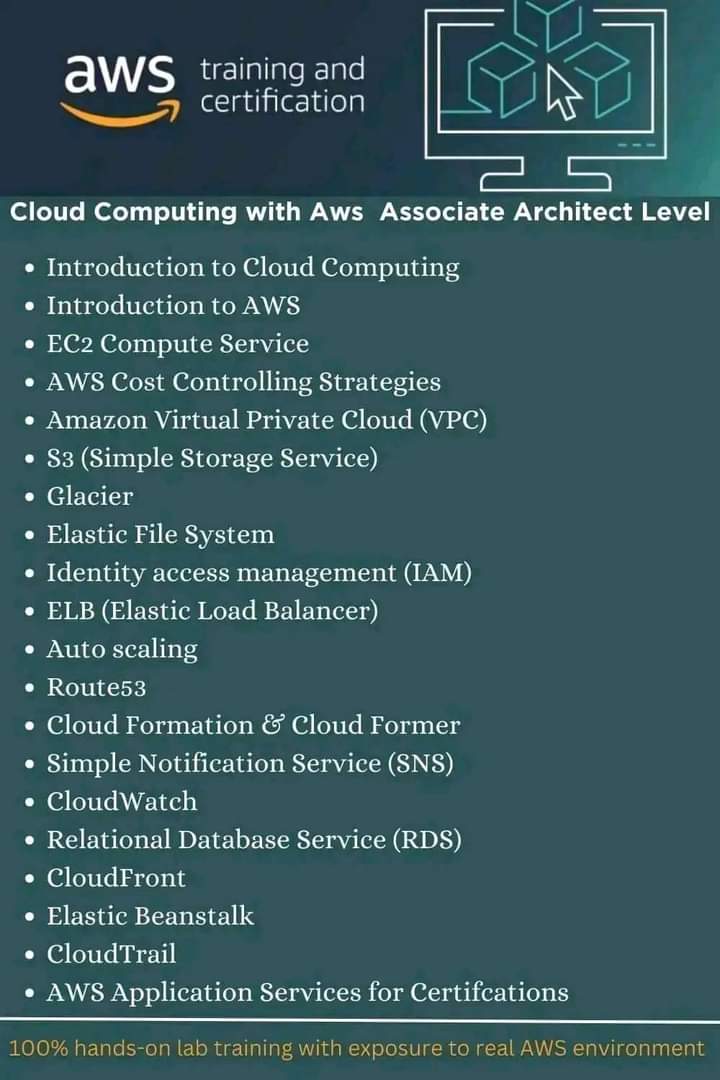 aws training and
certification
Cloud Computing with Aws Associate Architect Level
• Introduction to Cloud Computing
• Introduction to AWS
• EC2 Compute Service
• AWS Cost Controlling Strategies
• Amazon Virtual Private Cloud (VPC)
• S3 (Simple Storage Service)
• Glacier
• Elastic File System
• Identity access management (IAM)
• ELB (Elastic Load Balancer)
• Auto scaling
• Route53
• Cloud Formation & Cloud Former
• Simple Notification Service (SNS)
• CloudWatch
• Relational Database Service (RDS)
• CloudFront
• Elastic Beanstalk
• CloudTrail
• AWS Application Services for Certifcations
100% hands-on lab training with exposure to real AWS environment